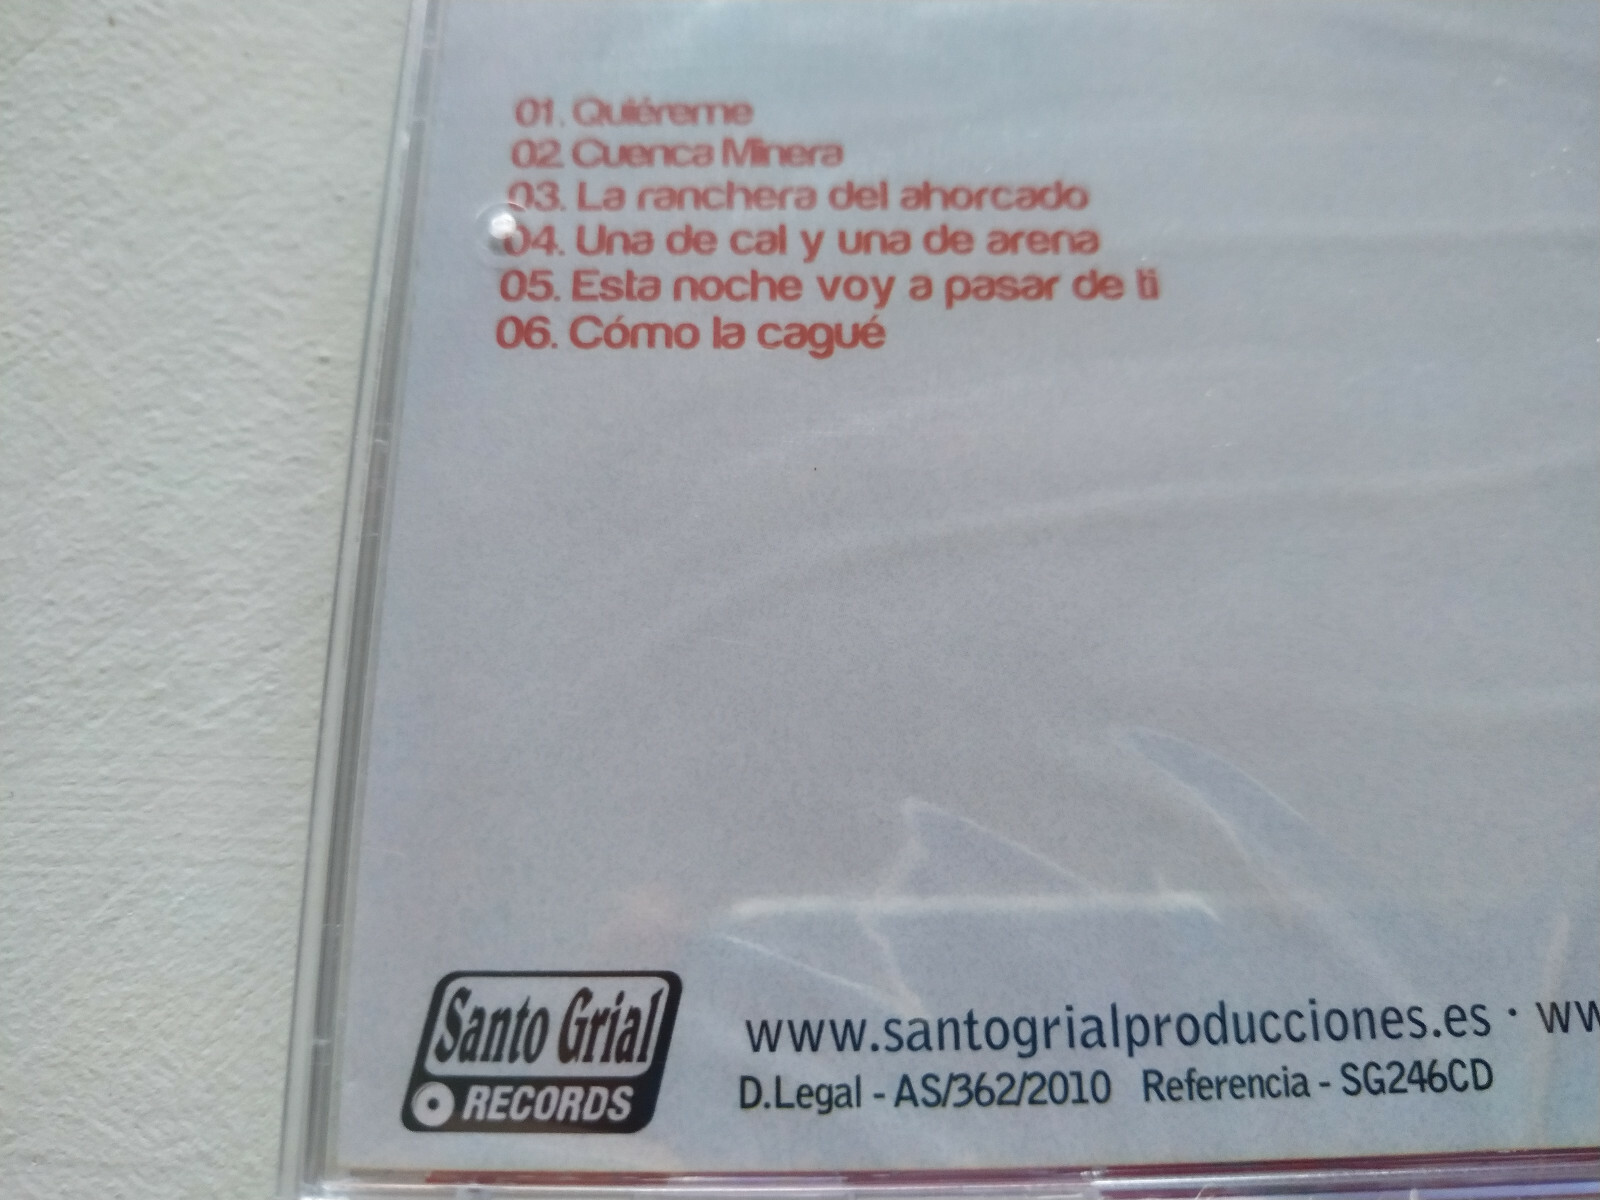 01. Quiéreme
02. Cuenca Minera
03. La ranchera del ahorcado
04. Una de cal y una de arena
05. Esta noche voy a pasar de ti
06. Cómo la cagué
Santo Grial
RECORDS
www.santogrialproducciones.es · ww
D.Legal - AS/362/2010 Referencia - SG246CD